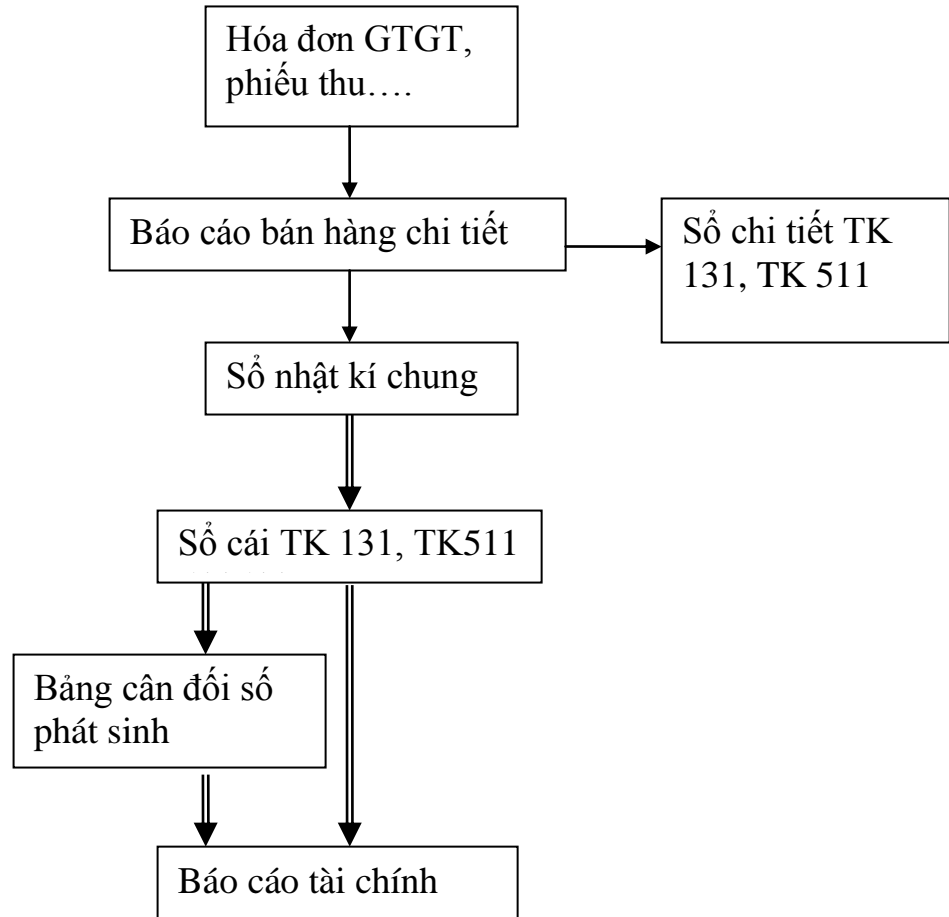 Hóa đơn GTGT,
phiếu thu….
Báo cáo bán hàng chi tiết
Sổ chi tiết TK
131, TK 511
Sổ nhật kí chung
Sổ cái TK 131, TK511
Bảng cân đối số
phát sinh
Báo cáo tài chính